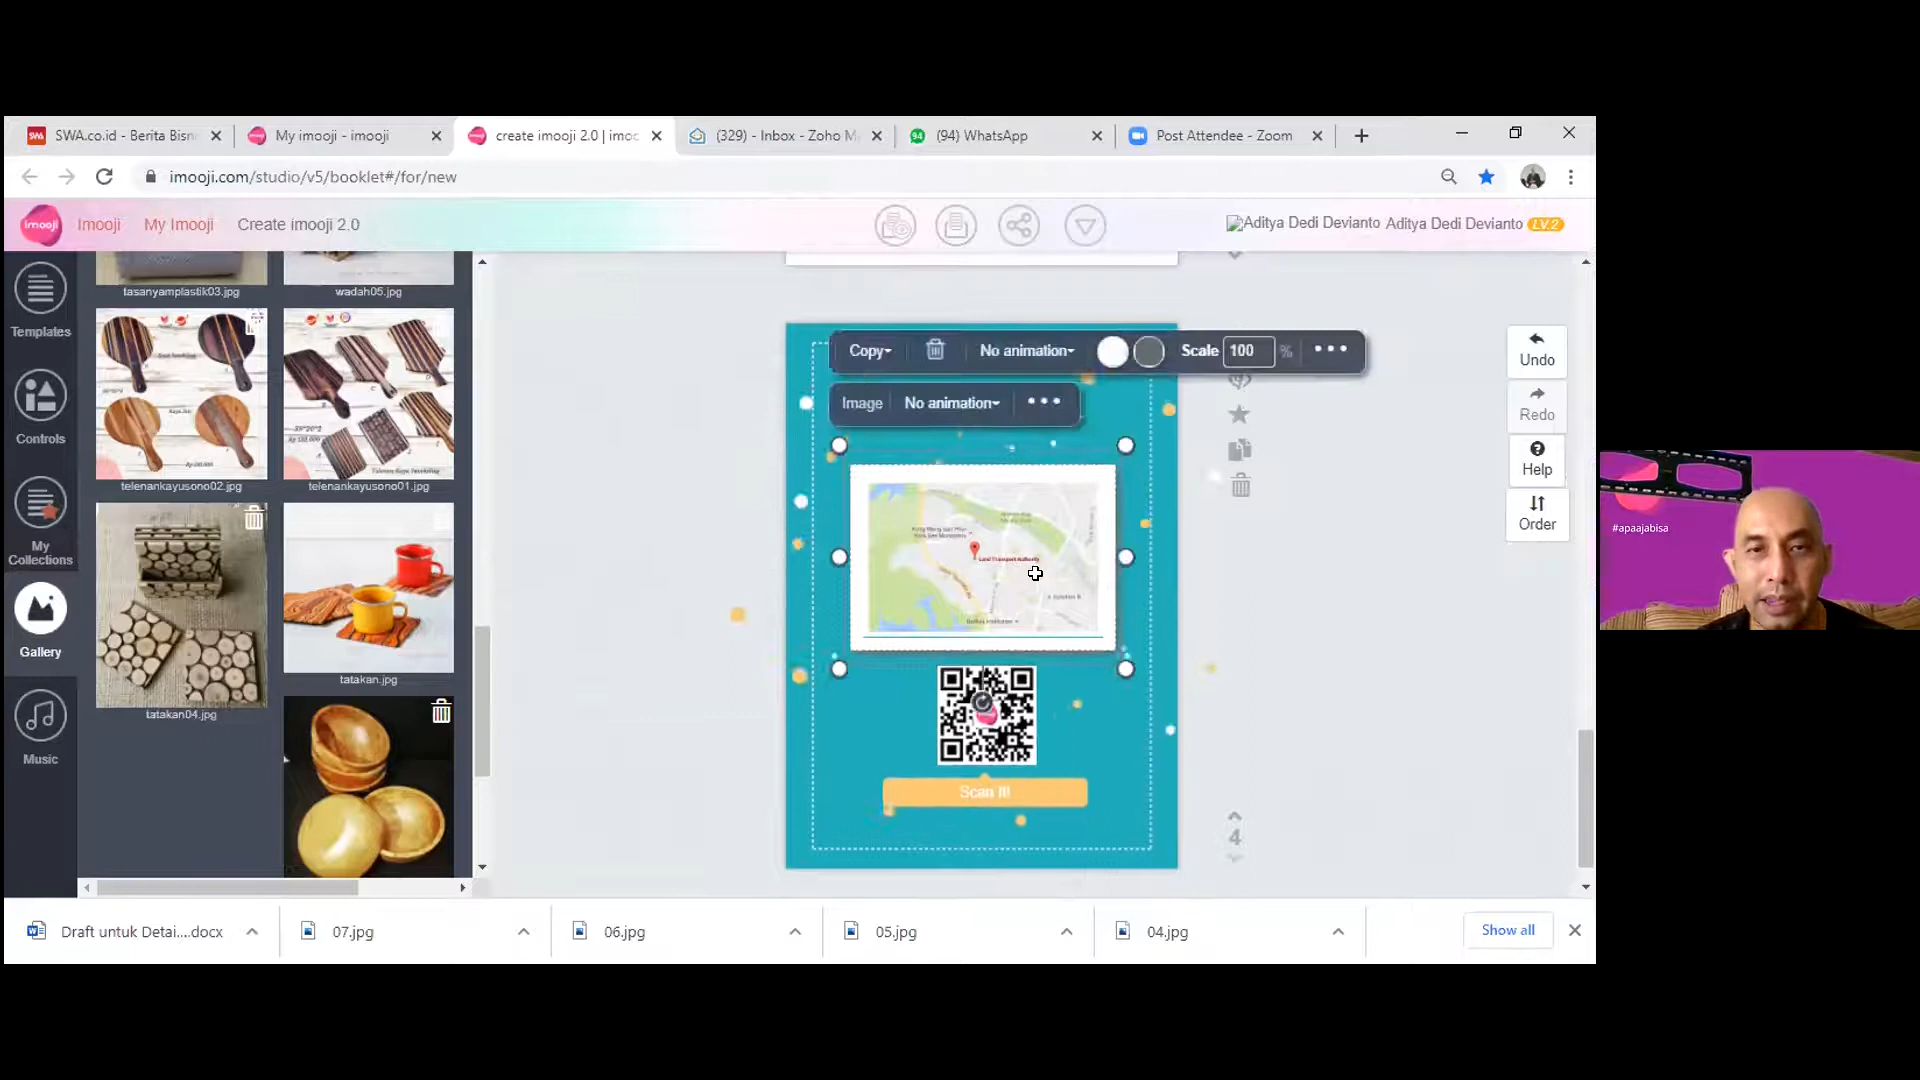 SWA.co.id - Berita Bisn
My imooji - imooji
create imooji 2.0 | imoo
(329) - Inbox - Zoho M
94
(94) WhatsApp
Post Attendee - Zoom
imooji.com/studio/v5/booklet#/for/new
imooji
Imooji
My Imooji
Create imooji 2.0
Aditya Dedi Devianto
Aditya Dedi Devianto
LV.2
Templates
Controls
My
Collections
Gallery
Music
tasanyamplastik03.jpg
wadah05.jpg
telenankayusono02.jpg
telenankayusono01.jpg
tatakan04.jpg
tatakan.jpg
Copy
No animation
Scale
100
%
Image
No animation
Land Transport Authority
Scan It!
4
Undo
Redo
Help
Order
#apaajabisa
Draft untuk Detai....docx
07.jpg
06.jpg
05.jpg
04.jpg
Show all